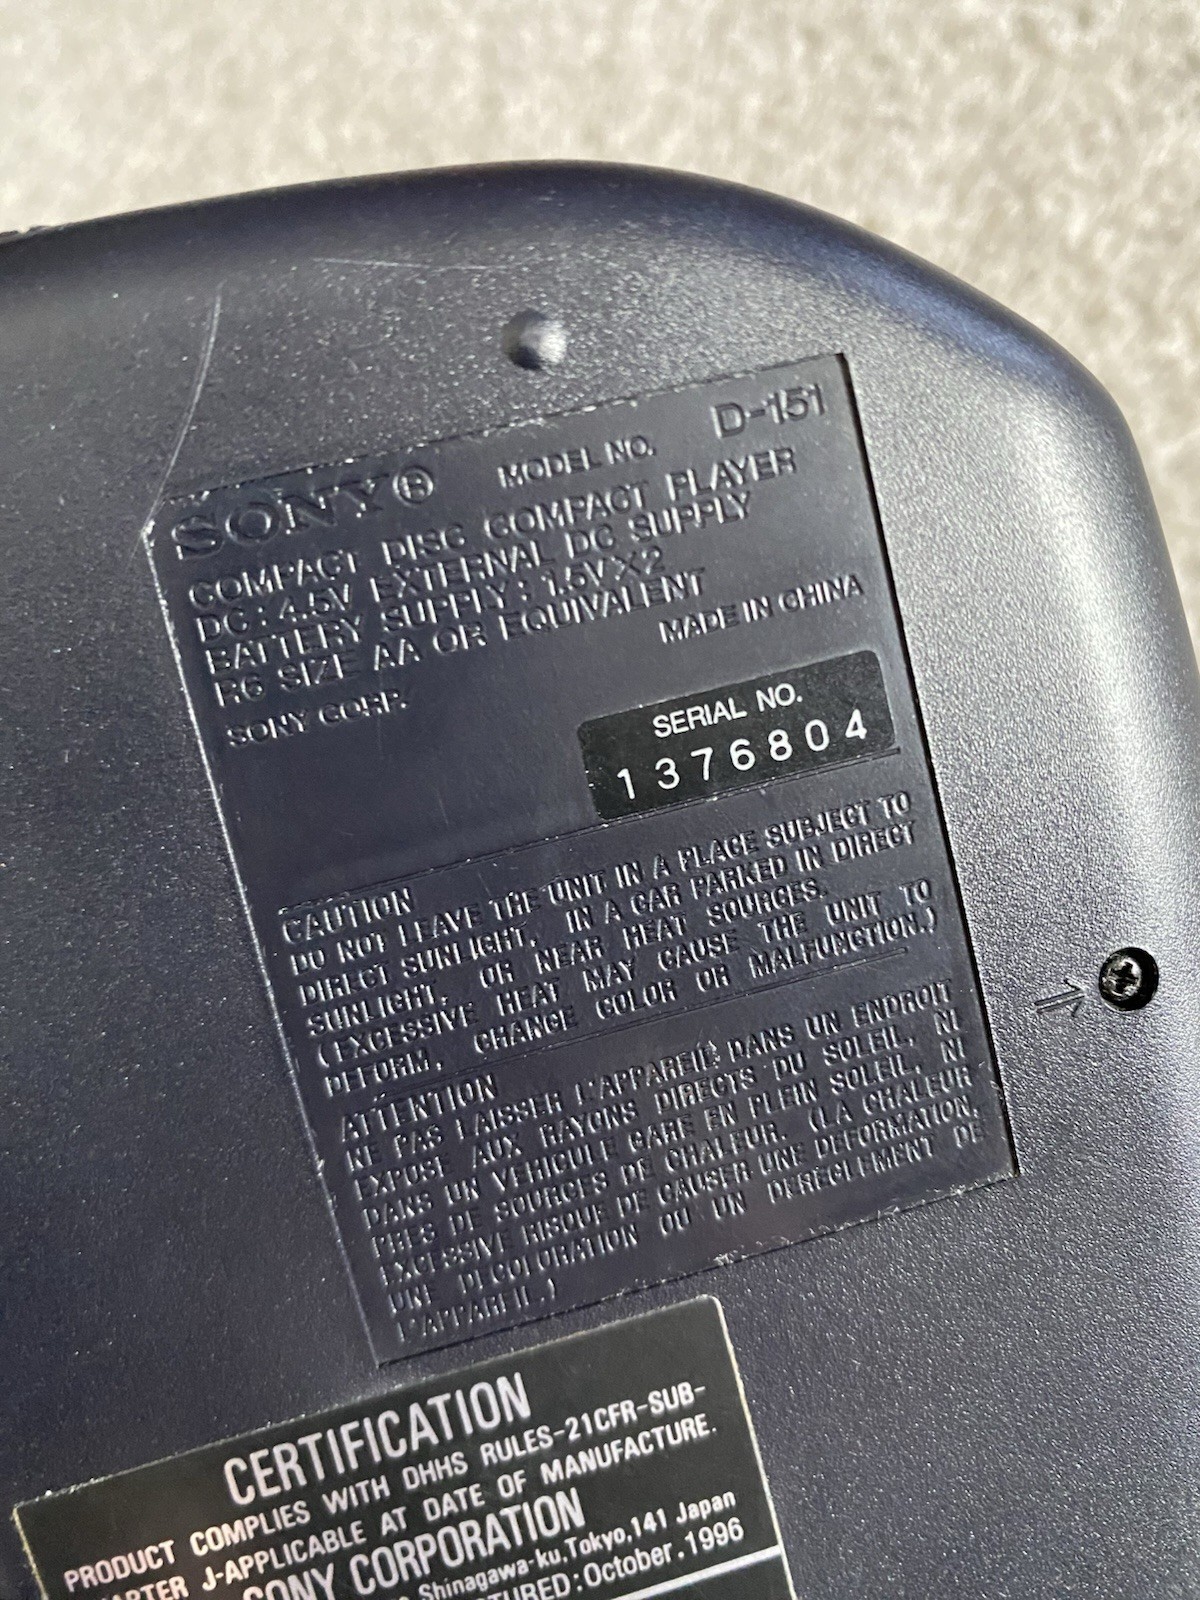 SONY® MODEL NO. D-151
COMPACT DISC COMPACT PLAYER
DC: 4.5V EXTERNAL DC SUPPLY
BATTERY SUPPLY: 1.5V×2
R6 SIZE AA OR EQUIVALENT
MADE IN CHINA
SONY CORP.
SERIAL NO.
1376804
CAUTION
DO NOT LEAVE THE UNIT IN A PLACE SUBJECT TO
DIRECT SUNLIGHT, IN A CAR PARKED IN DIRECT
SUNLIGHT, OR NEAR HEAT SOURCES.
(EXCESSIVE HEAT MAY CAUSE THE UNIT TO
DEFORM, CHANGE COLOR OR MALFUNCTION.)
ATTENTION
NE PAS LAISSER L'APPAREIL DANS UN ENDROIT
EXPOSE AUX RAYONS DIRECTS DU SOLEIL, NI
DANS UN VEHICULE GARE EN PLEIN SOLEIL, NI
PRES DE SOURCES DE CHALEUR. (LA CHALEUR
EXCESSIVE RISQUE DE CAUSER UNE DEFORMATION,
UNE DECOLORATION OU UN DEREGLEMENT DE
L'APPAREIL.)
CERTIFICATION
PRODUCT COMPLIES WITH DHHS RULES-21CFR-SUB-
J-APPLICABLE AT DATE OF MANUFACTURE.
SONY CORPORATION
Shinagawa-ku,Tokyo,141 Japan
October.1996